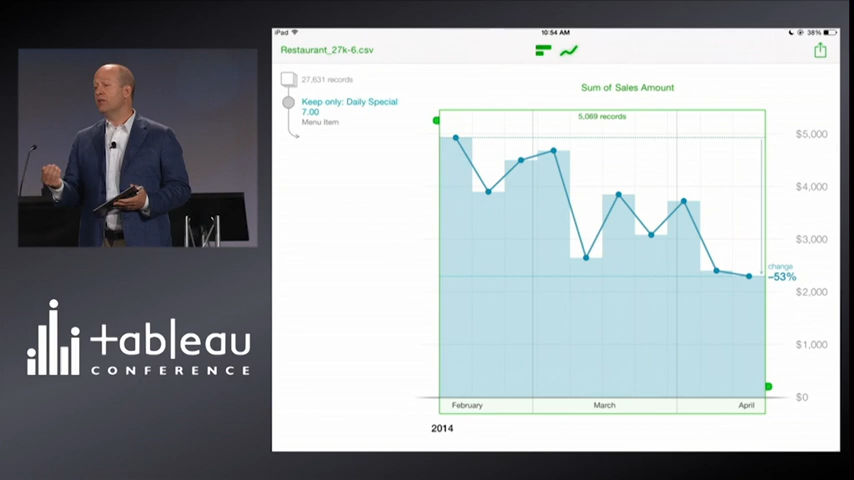 iPad
10:54 AM
38%
Restaurant_27k-6.csv
27,631 records
Keep only: Daily Special
7.00
Menu Item
Sum of Sales Amount
5,069 records
$5,000
$4,000
$3,000
change
–53%
$2,000
$1,000
$0
February
March
April
2014
+ableau
CONFERENCE